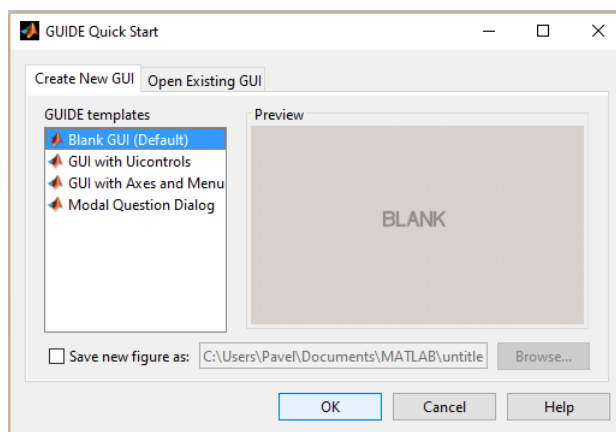 GUIDE Quick Start
Create New GUI
Open Existing GUI
GUIDE templates
Blank GUI (Default)
GUI with Uicontrols
GUI with Axes and Menu
Modal Question Dialog
Preview
BLANK
Save new figure as:
C:\Users\Pavel\Documents\MATLAB\untitle
Browse...
OK
Cancel
Help